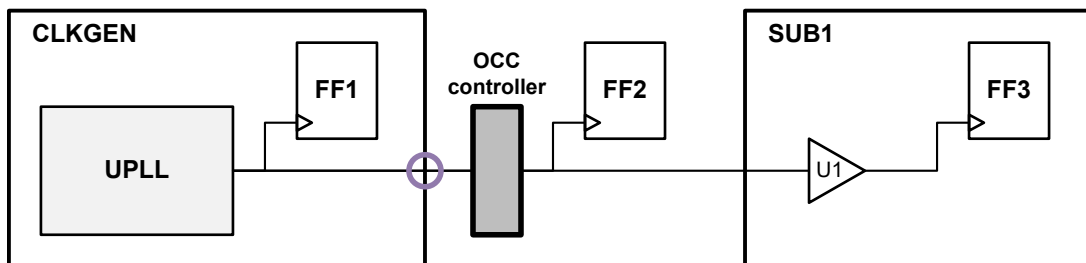 CLKGEN
SUB1
OCC
controller
FF1
FF2
FF3
UPLL
U1